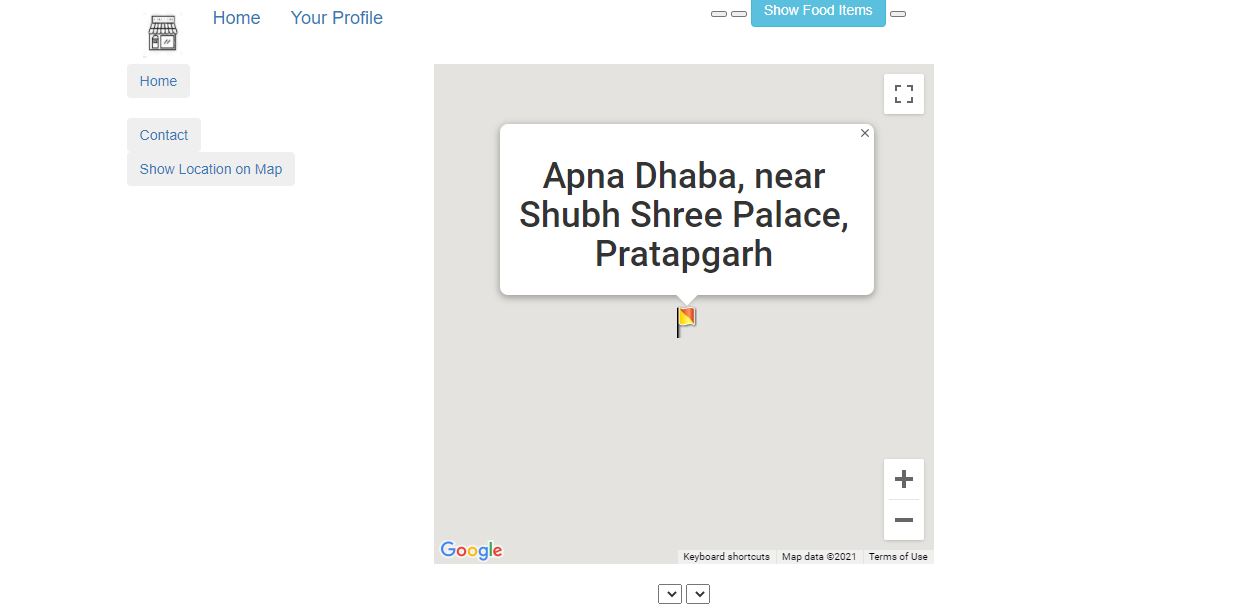 Home Your Profile Show Food Items
Home
Contact
Show Location on Map
Apna Dhaba, near
Shubh Shree Palace,
Pratapgarh
Google
Keyboard shortcuts Map data ©2021 Terms of Use